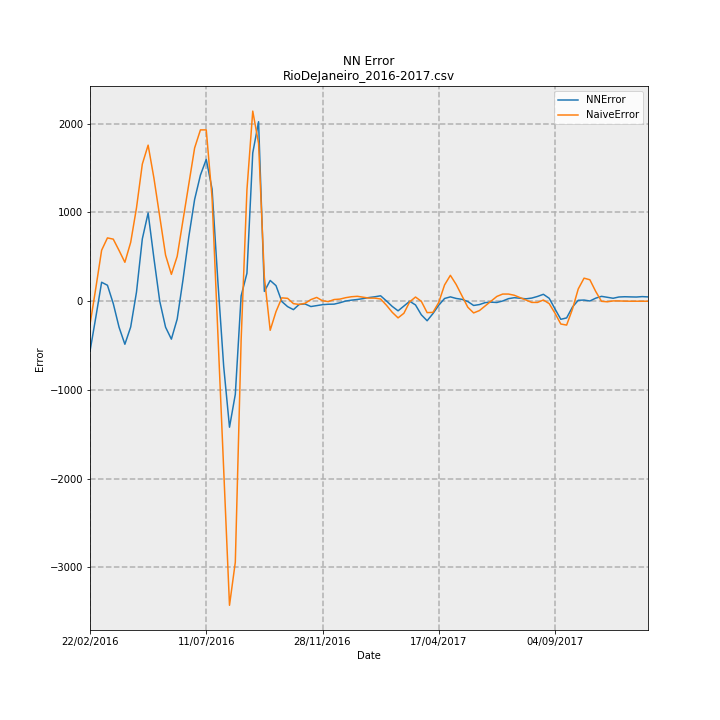 NN Error
RioDeJaneiro_2016-2017.csv
NNError
NaiveError
2000
1000
0
−1000
−2000
−3000
Error
22/02/2016 11/07/2016 28/11/2016 17/04/2017 04/09/2017
Date